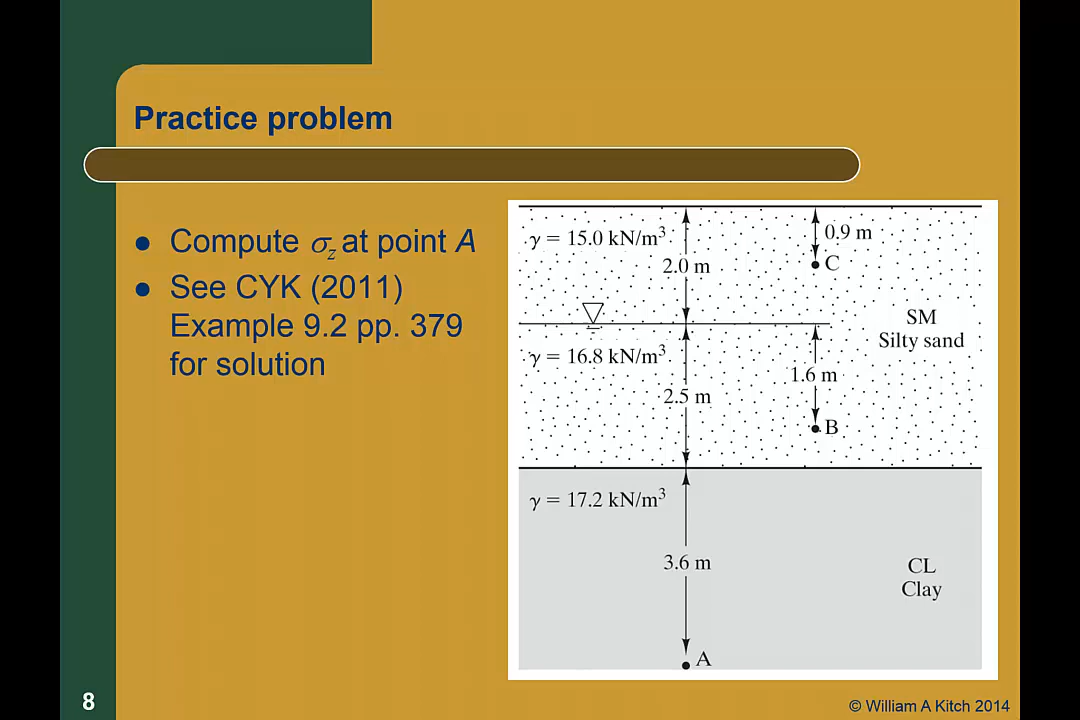 Practice problem
● Compute σz at point A
● See CYK (2011)
Example 9.2 pp. 379
for solution
γ = 15.0 kN/m³
0.9 m
2.0 m
C
SM
Silty sand
γ = 16.8 kN/m³
1.6 m
2.5 m
B
γ = 17.2 kN/m³
3.6 m
CL
Clay
A
8
© William A Kitch 2014